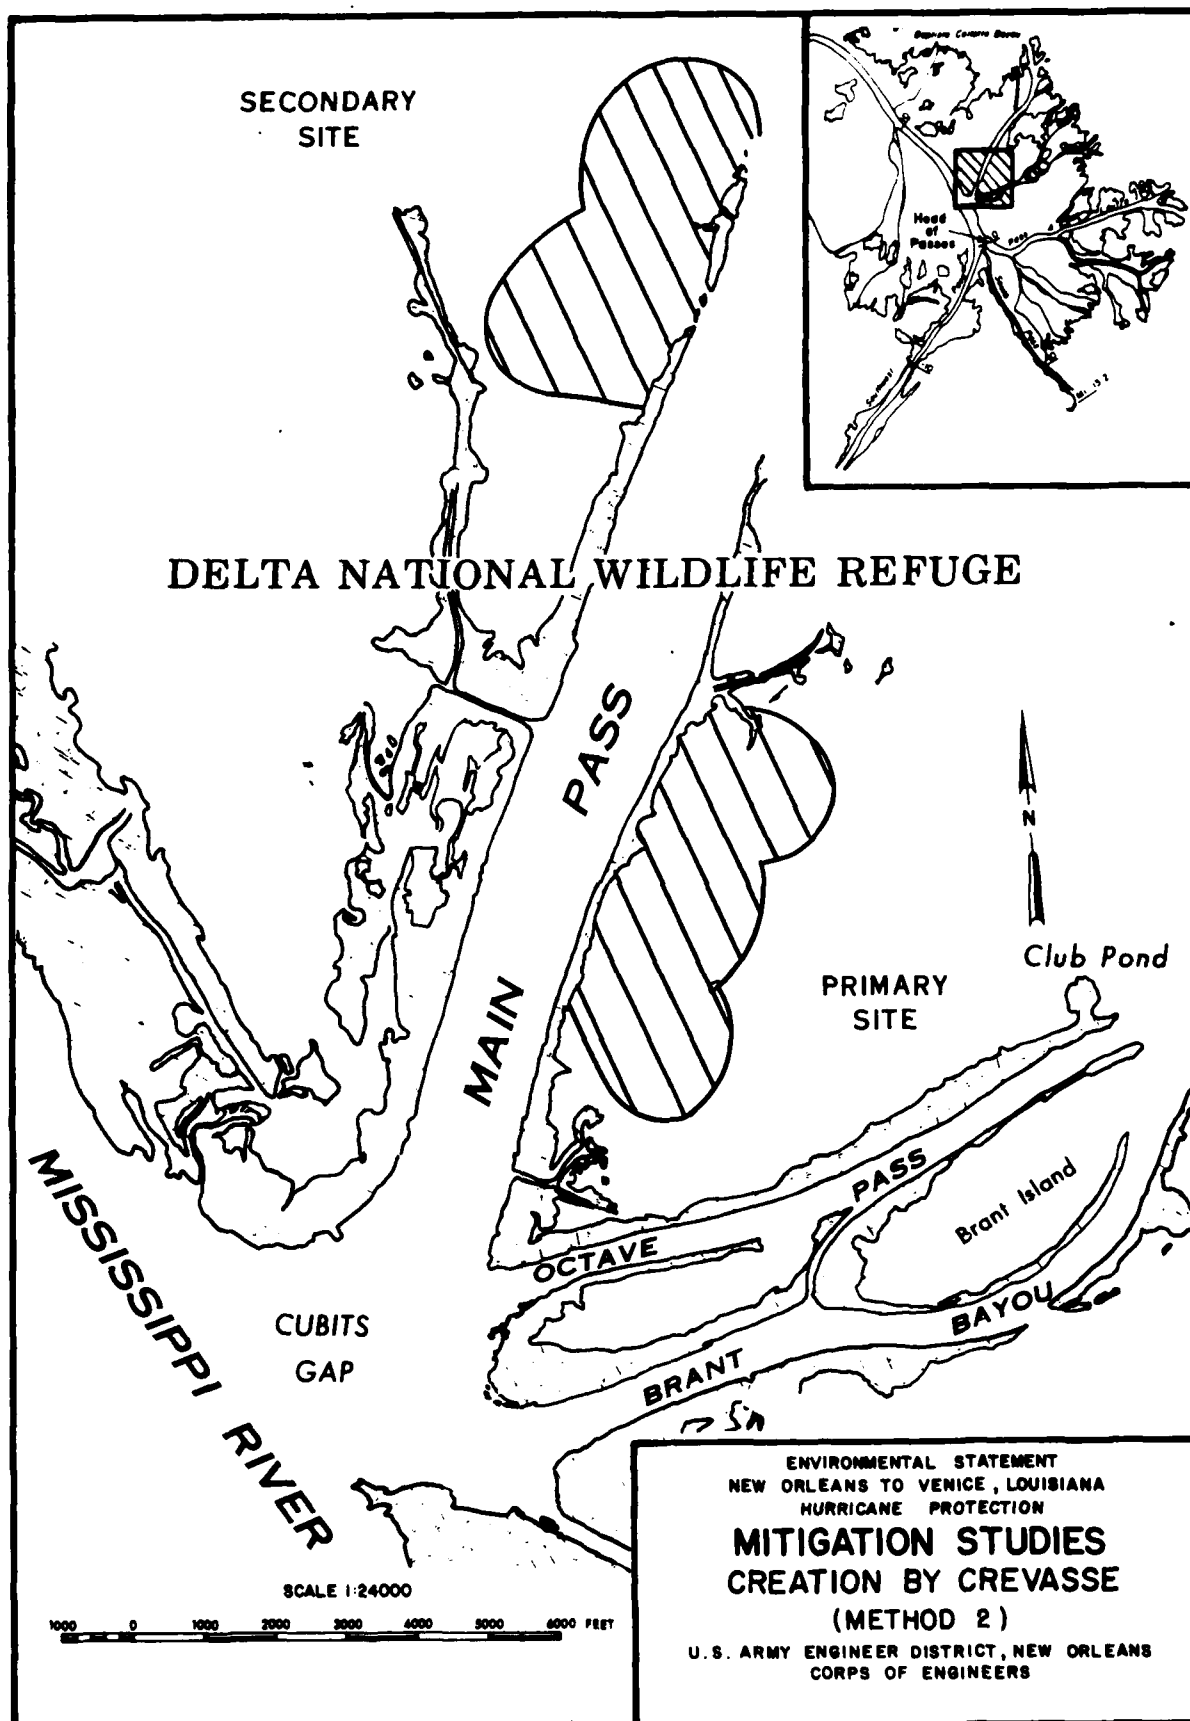 SECONDARY
SITE
Head
of
Passes
DELTA NATIONAL WILDLIFE REFUGE
MAIN PASS
N
Club Pond
PRIMARY
SITE
OCTAVE PASS
Brant Island
BRANT BAYOU
MISSISSIPPI RIVER
CUBITS
GAP
SCALE 1:24000
1000 0 1000 2000 3000 4000 5000 6000 FEET
ENVIRONMENTAL STATEMENT
NEW ORLEANS TO VENICE, LOUISIANA
HURRICANE PROTECTION
MITIGATION STUDIES
CREATION BY CREVASSE
(METHOD 2)
U.S. ARMY ENGINEER DISTRICT, NEW ORLEANS
CORPS OF ENGINEERS